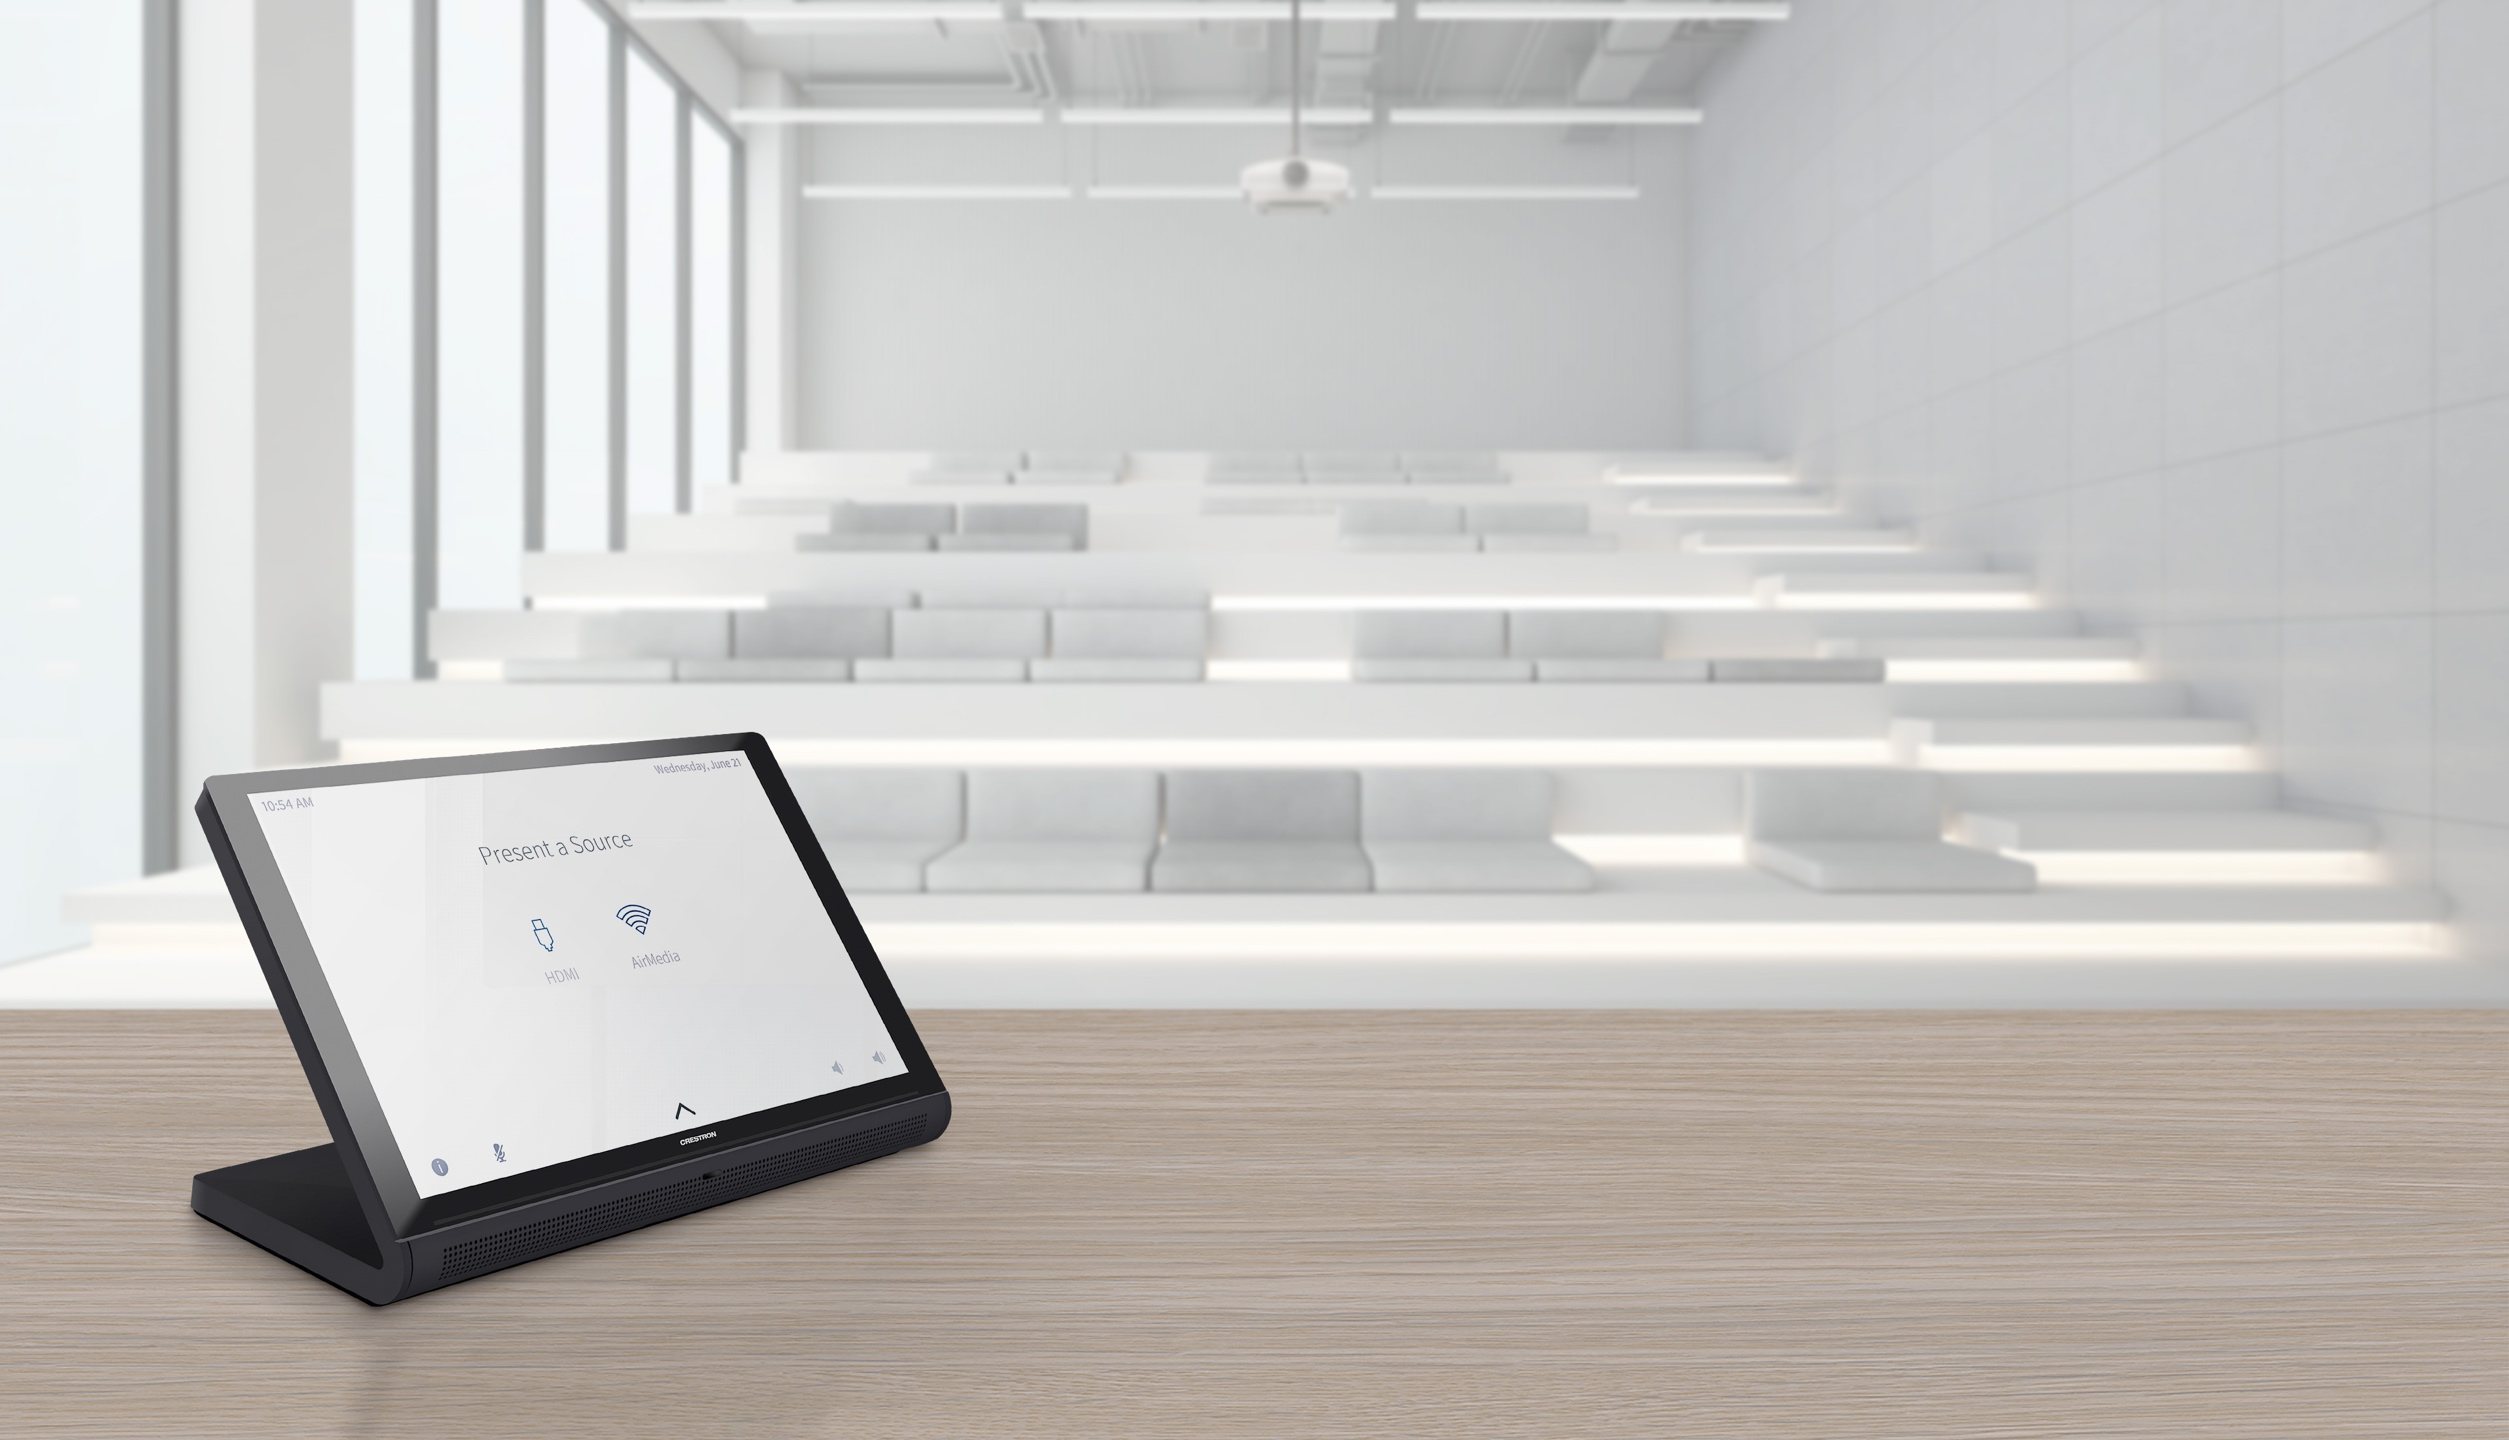 10:54 AM
Wednesday, June 21
Present a Source
HDMI
AirMedia
CRESTRON